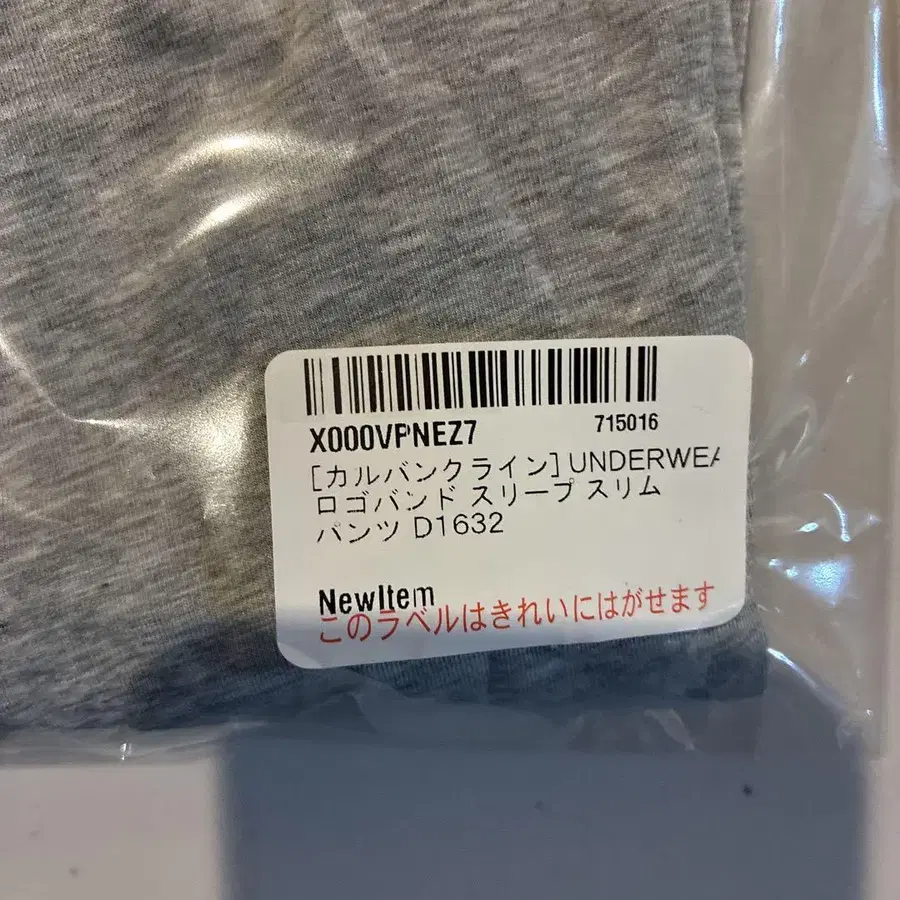 X000VPNEZ7
715016
[カルバンクライン] UNDERWEA
ロゴバンド スリープ スリム
パンツ D1632
NewItem
このラベルはきれいにはがせます